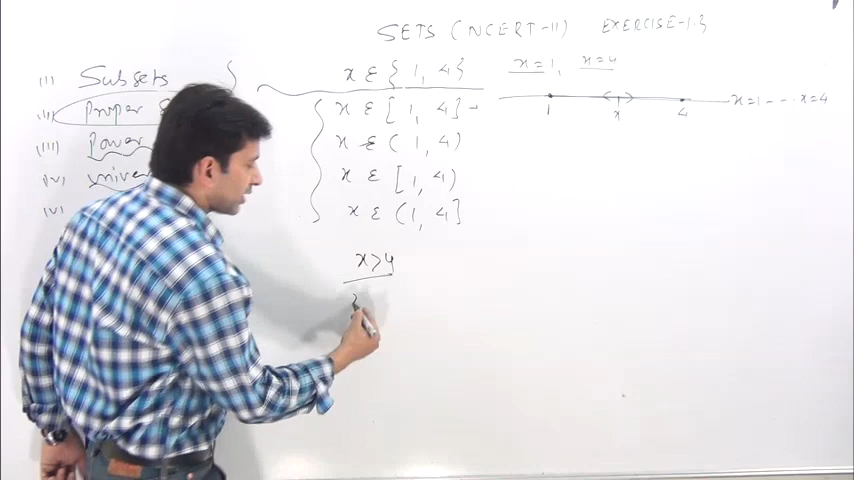 SETS (NCERT-11) EXERCISE-1.3
(i) Subsets
(ii) Proper
(iii) Power
(iv) univer
(v)
x ε {1, 4}
x ε [1, 4] -
x ε (1, 4)
x ε [1, 4)
x ε (1, 4]
x>4
x=1, x=4
1 x 4 x=1 - - . x=4